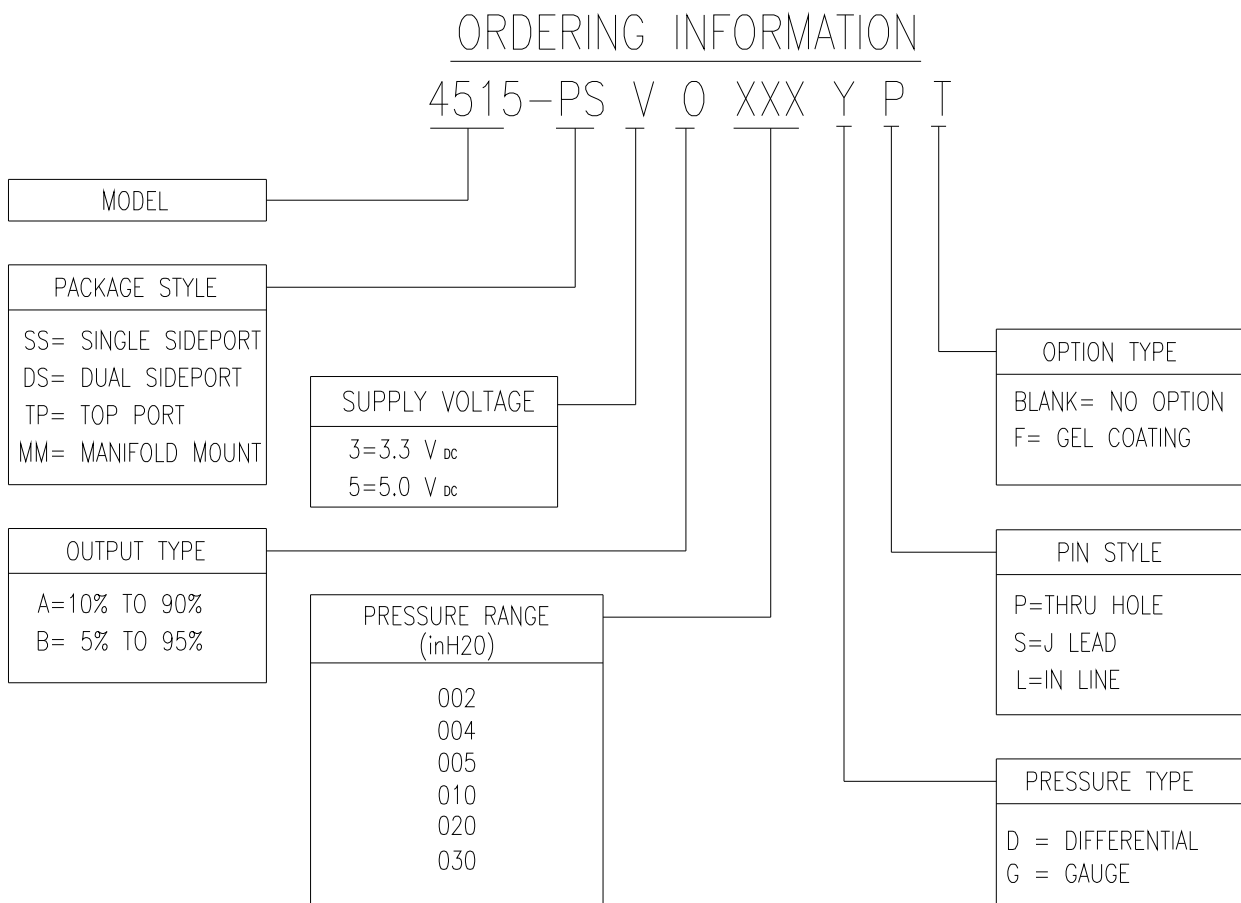 ORDERING INFORMATION
4515-PS V O XXX Y P T
MODEL
PACKAGE STYLE
SS= SINGLE SIDEPORT
DS= DUAL SIDEPORT
TP= TOP PORT
MM= MANIFOLD MOUNT
SUPPLY VOLTAGE
3=3.3 V DC
5=5.0 V DC
OUTPUT TYPE
A=10% TO 90%
B= 5% TO 95%
PRESSURE RANGE
(inH20)
002
004
005
010
020
030
OPTION TYPE
BLANK= NO OPTION
F= GEL COATING
PIN STYLE
P=THRU HOLE
S=J LEAD
L=IN LINE
PRESSURE TYPE
D = DIFFERENTIAL
G = GAUGE